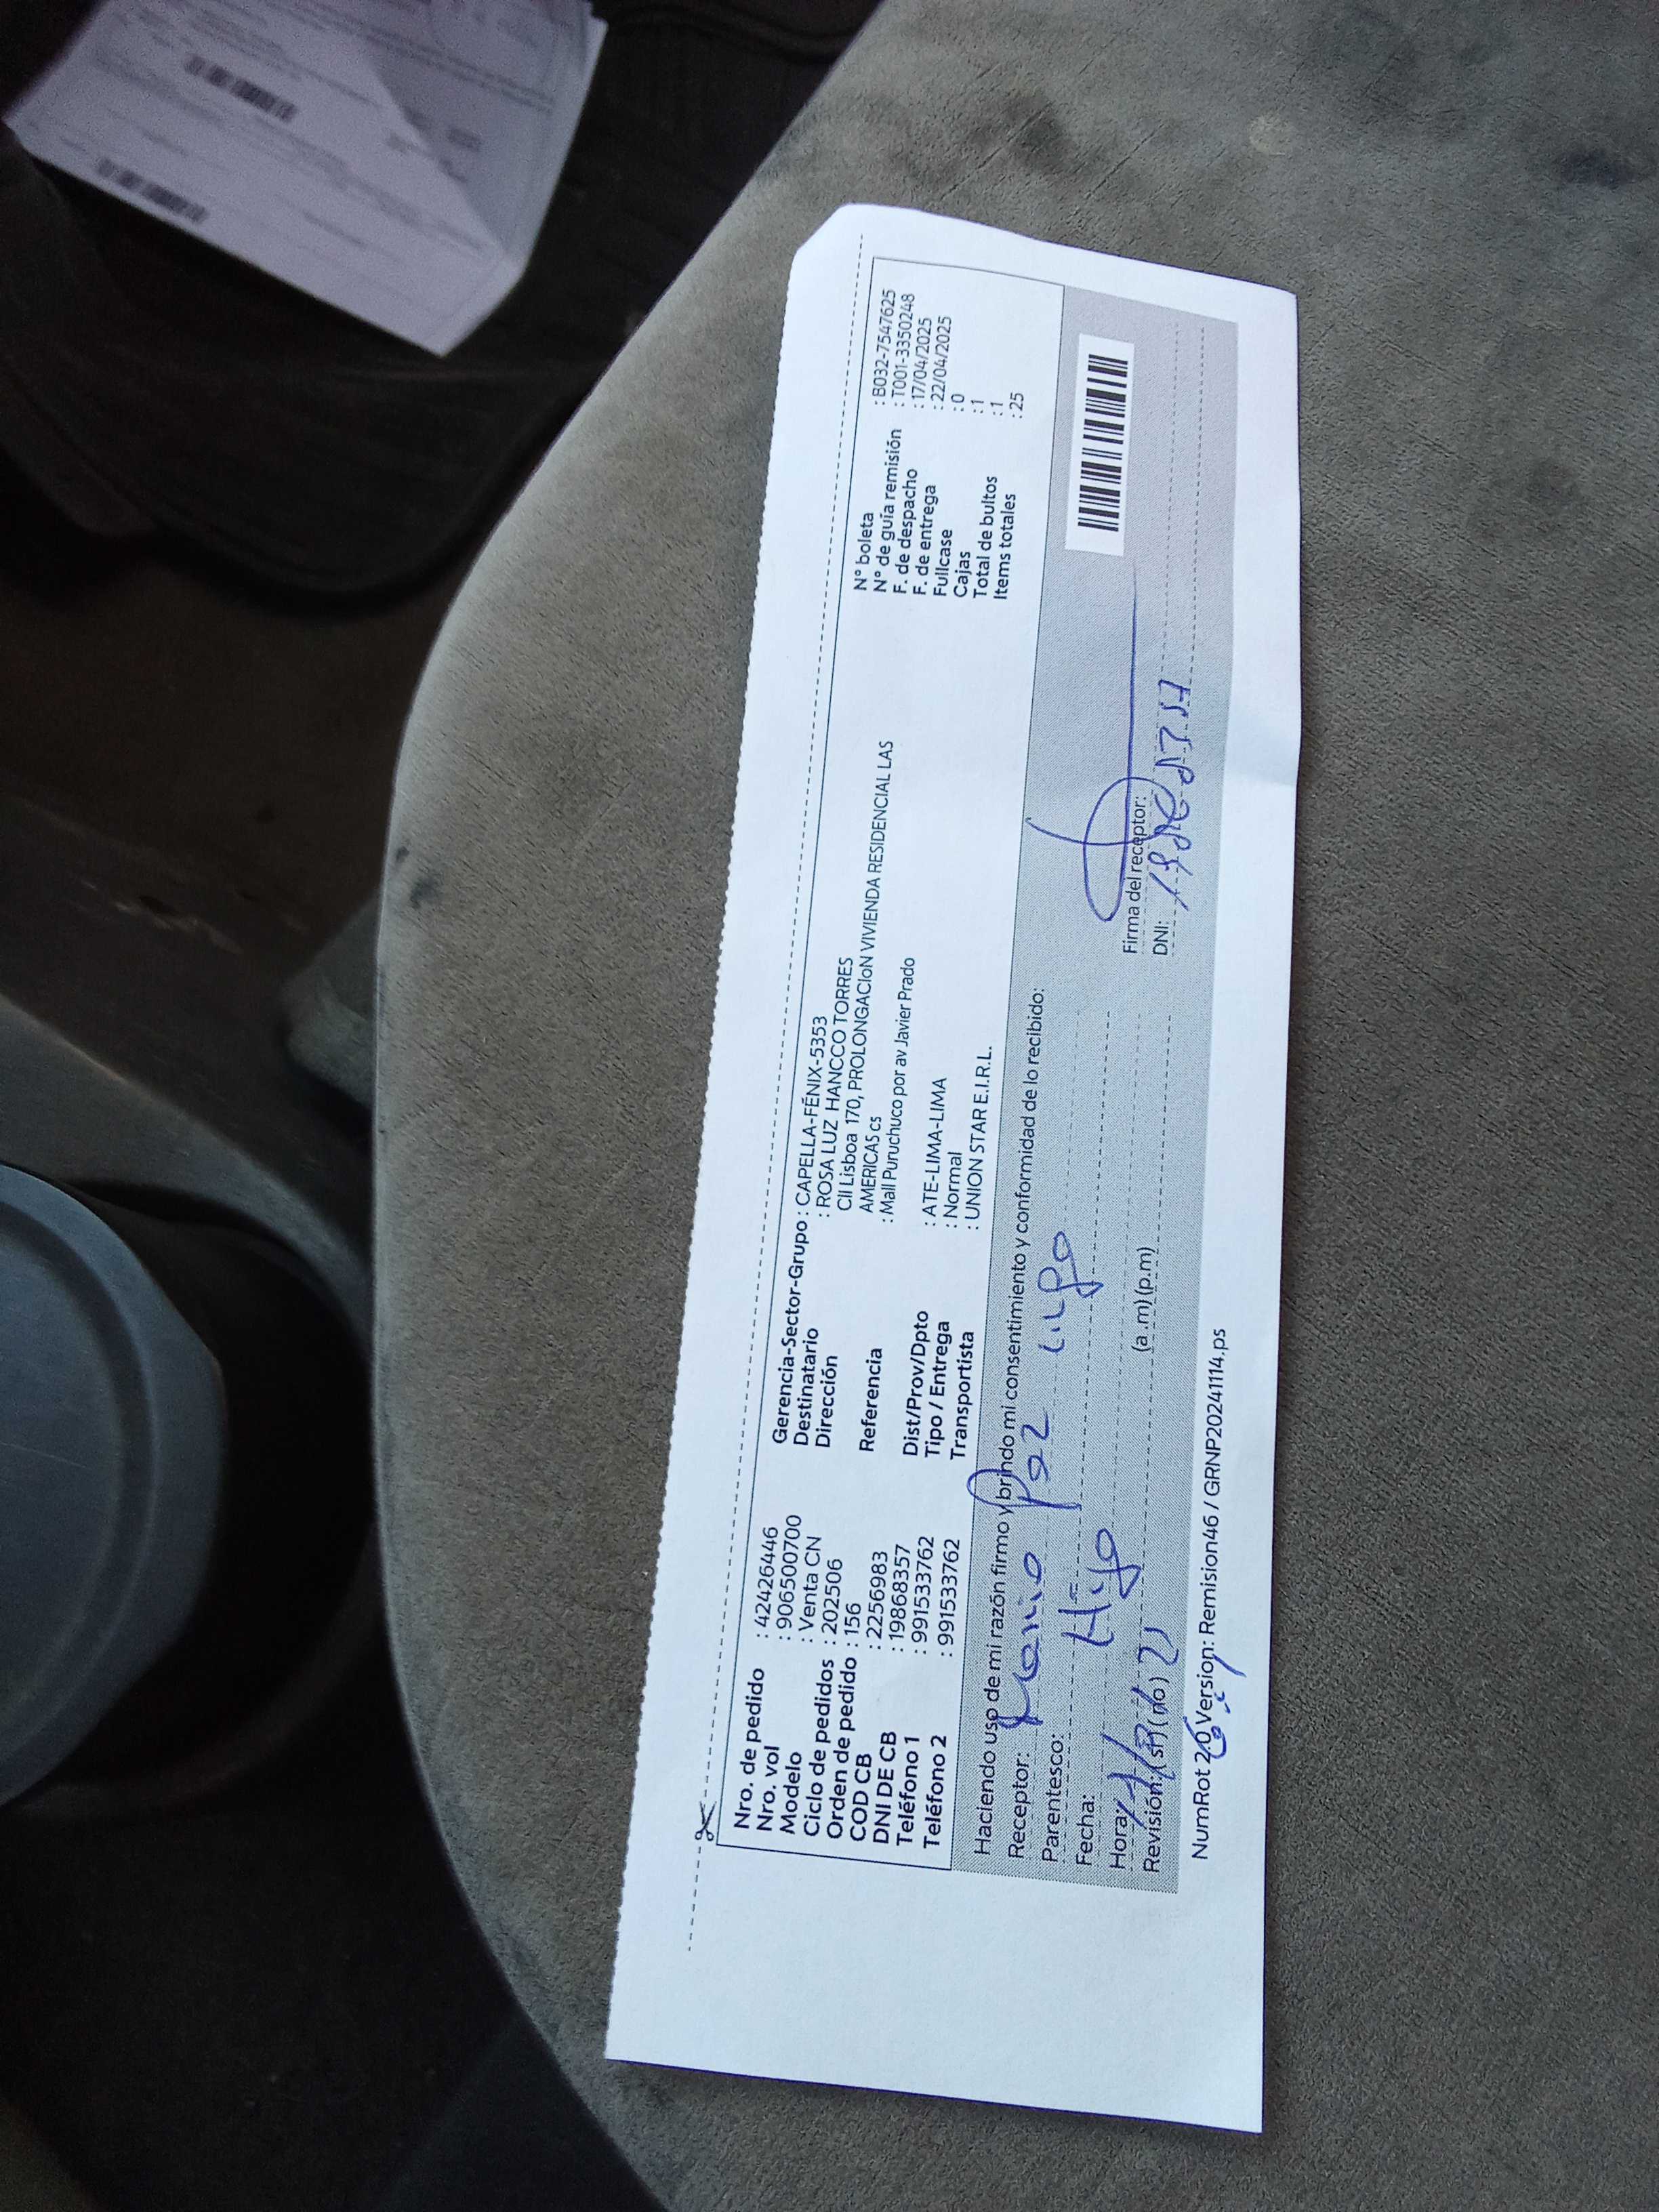 Nro. de pedido : 42426446
Nro. vol : 906500700
Modelo : Venta CN
Ciclo de pedidos : 202506
Orden de pedido : 156
COD CB : 2256983
DNI DE CB : 19868357
Teléfono 1 : 991533762
Teléfono 2 : 991533762
Gerencia-Sector-Grupo : CAPELLA-FÉNIX-5353
Destinatario : ROSA LUZ HANCCO TORRES
Dirección Cll Lisboa 170, PROLONGACIoN VIVIENDA RESIDENCIAL LAS
AMERICAS cs
Referencia : Mall Puruchuco por av Javier Prado
Dist/Prov/Dpto : ATE-LIMA-LIMA
Tipo / Entrega : Normal
Transportista : UNION STAR E.I.R.L.
N° boleta : B032-7547625
N° de guía remisión : T001-3350248
F. de despacho : 17/04/2025
F. de entrega : 22/04/2025
Fullcase : 0
Cajas : 1
Total de bultos : 1
Items totales : 25
Haciendo uso de mi razón firmo y brindo mi consentimiento y conformidad de lo recibido:
Receptor: Paz
Parentesco: Hijo
Fecha:
Hora: (a .m) (p.m)
Revisión: (si) (no)
Firma del receptor:
DNI:
NumRot 2.0 Version: Remision46 / GRNP20241114.ps